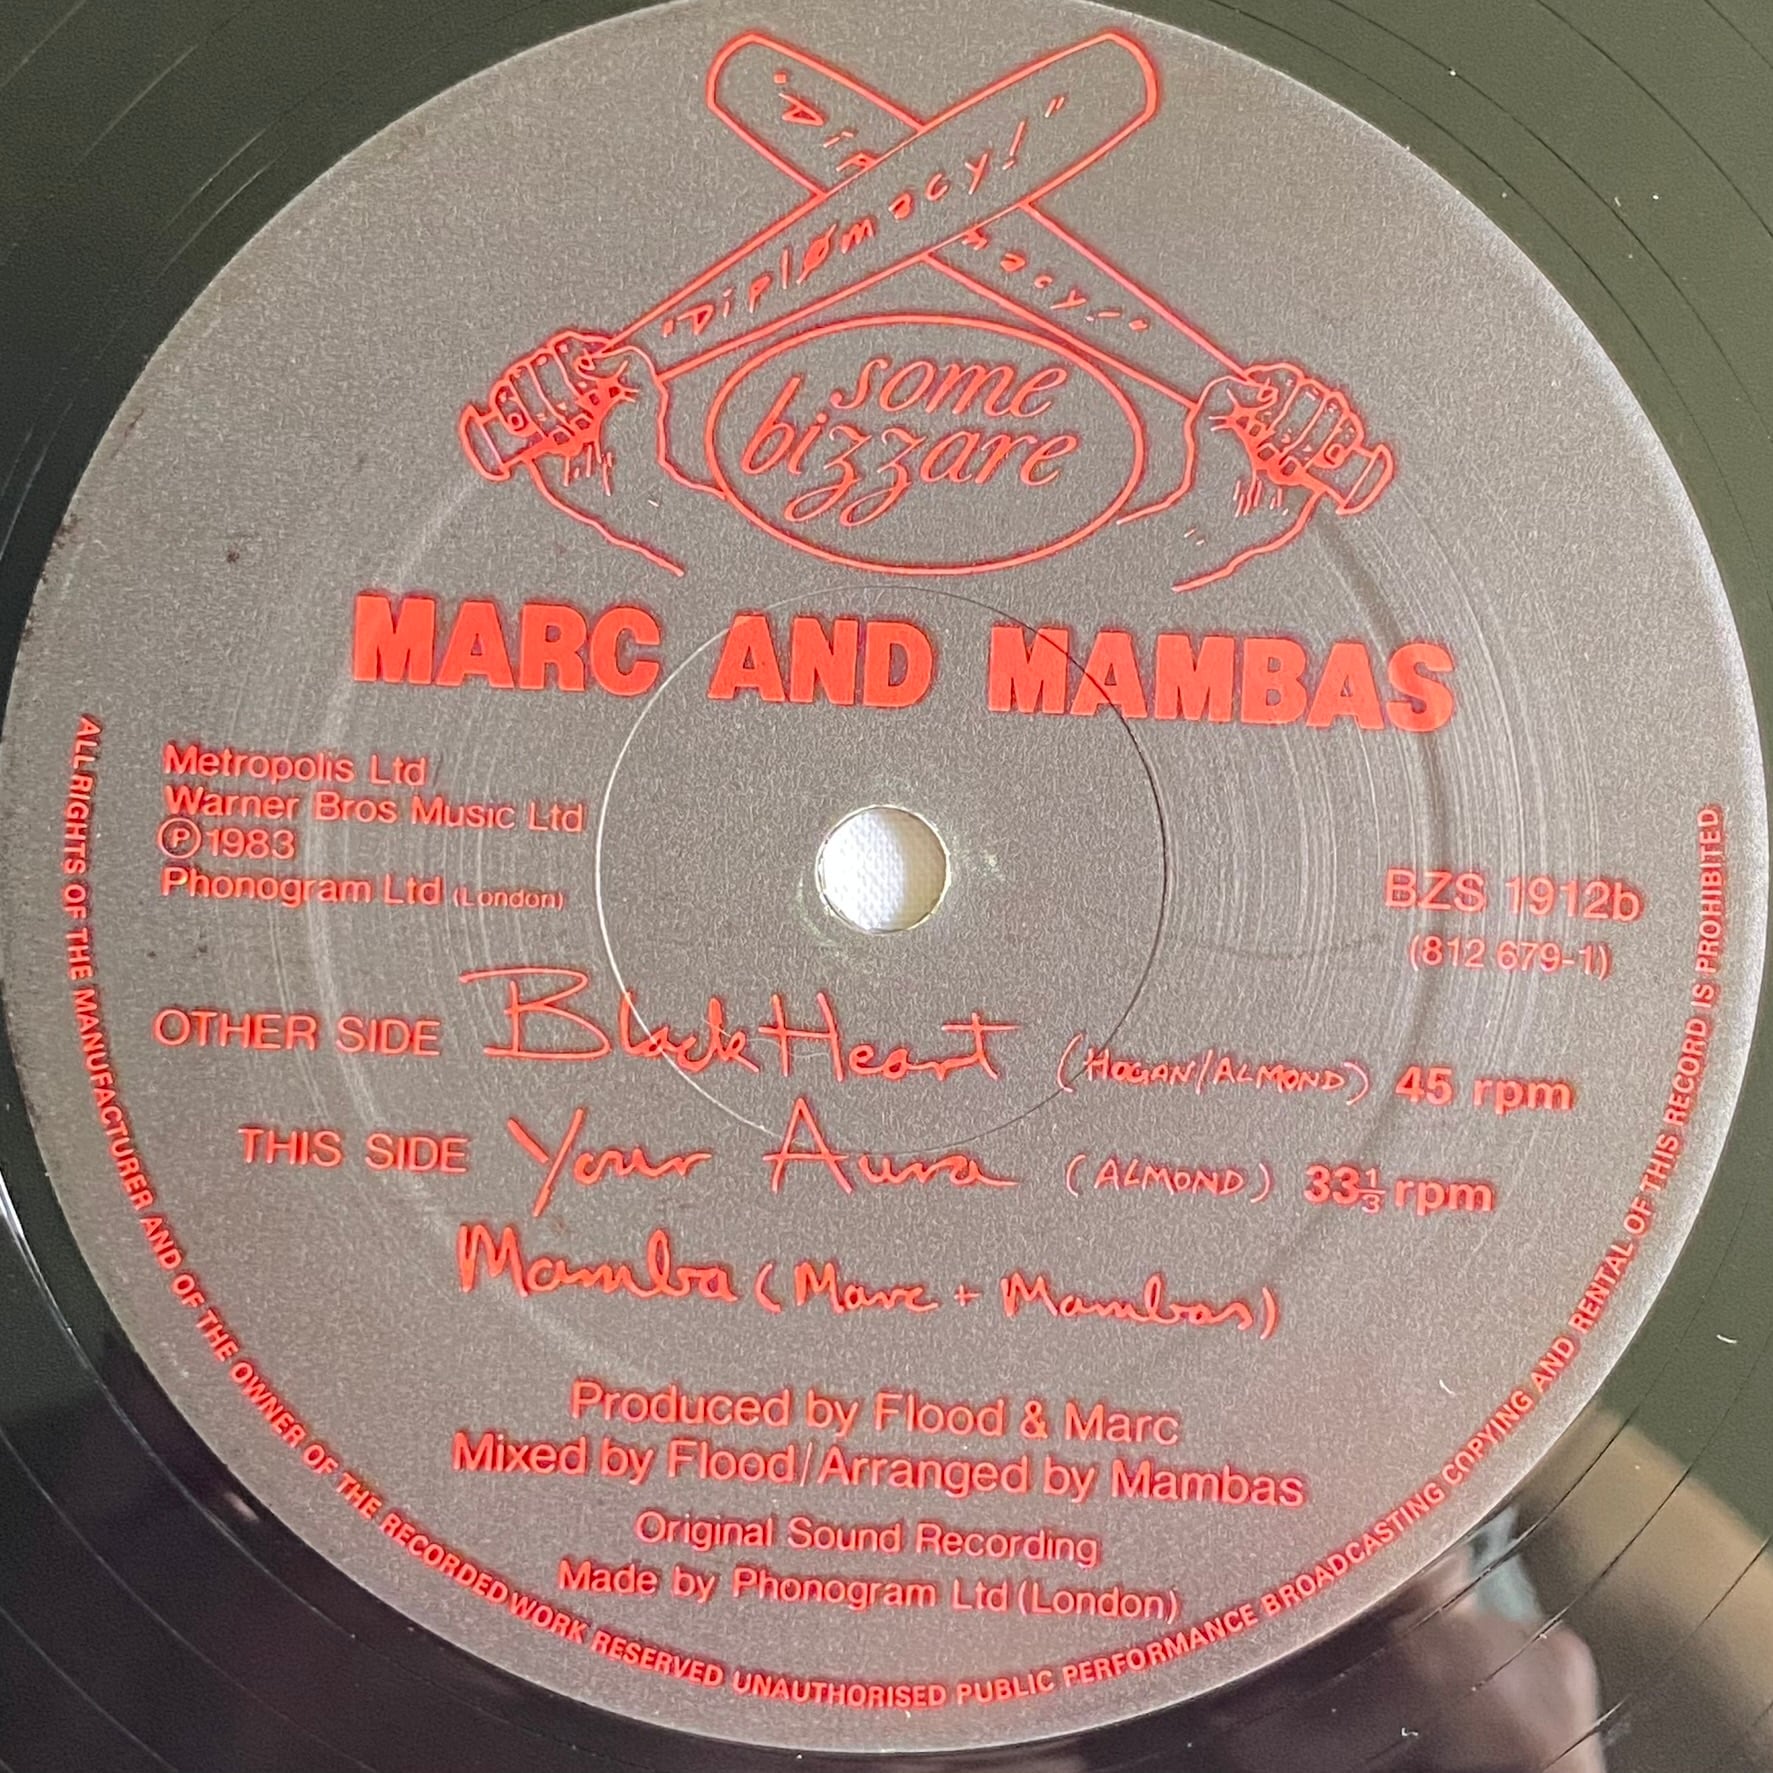 "Diplomacy!"
"Dip macy!"
some
bizzare
MARC AND MAMBAS
Metropolis Ltd
Warner Bros Music Ltd
Ⓟ1983
Phonogram Ltd (London)
BZS 1912b
(812 679-1)
OTHER SIDE Black Heart (HOGAN/ALMOND) 45 rpm
THIS SIDE Your Aura (ALMOND) 33⅓ rpm
Mamba (Marc + Mambas)
Produced by Flood & Marc
Mixed by Flood/Arranged by Mambas
Original Sound Recording
Made by Phonogram Ltd (London)
ALL RIGHTS OF THE MANUFACTURER AND OF THE OWNER OF THE RECORDED WORK RESERVED UNAUTHORISED PUBLIC PERFORMANCE BROADCASTING COPYING AND RENTAL OF THIS RECORD IS PROHIBITED